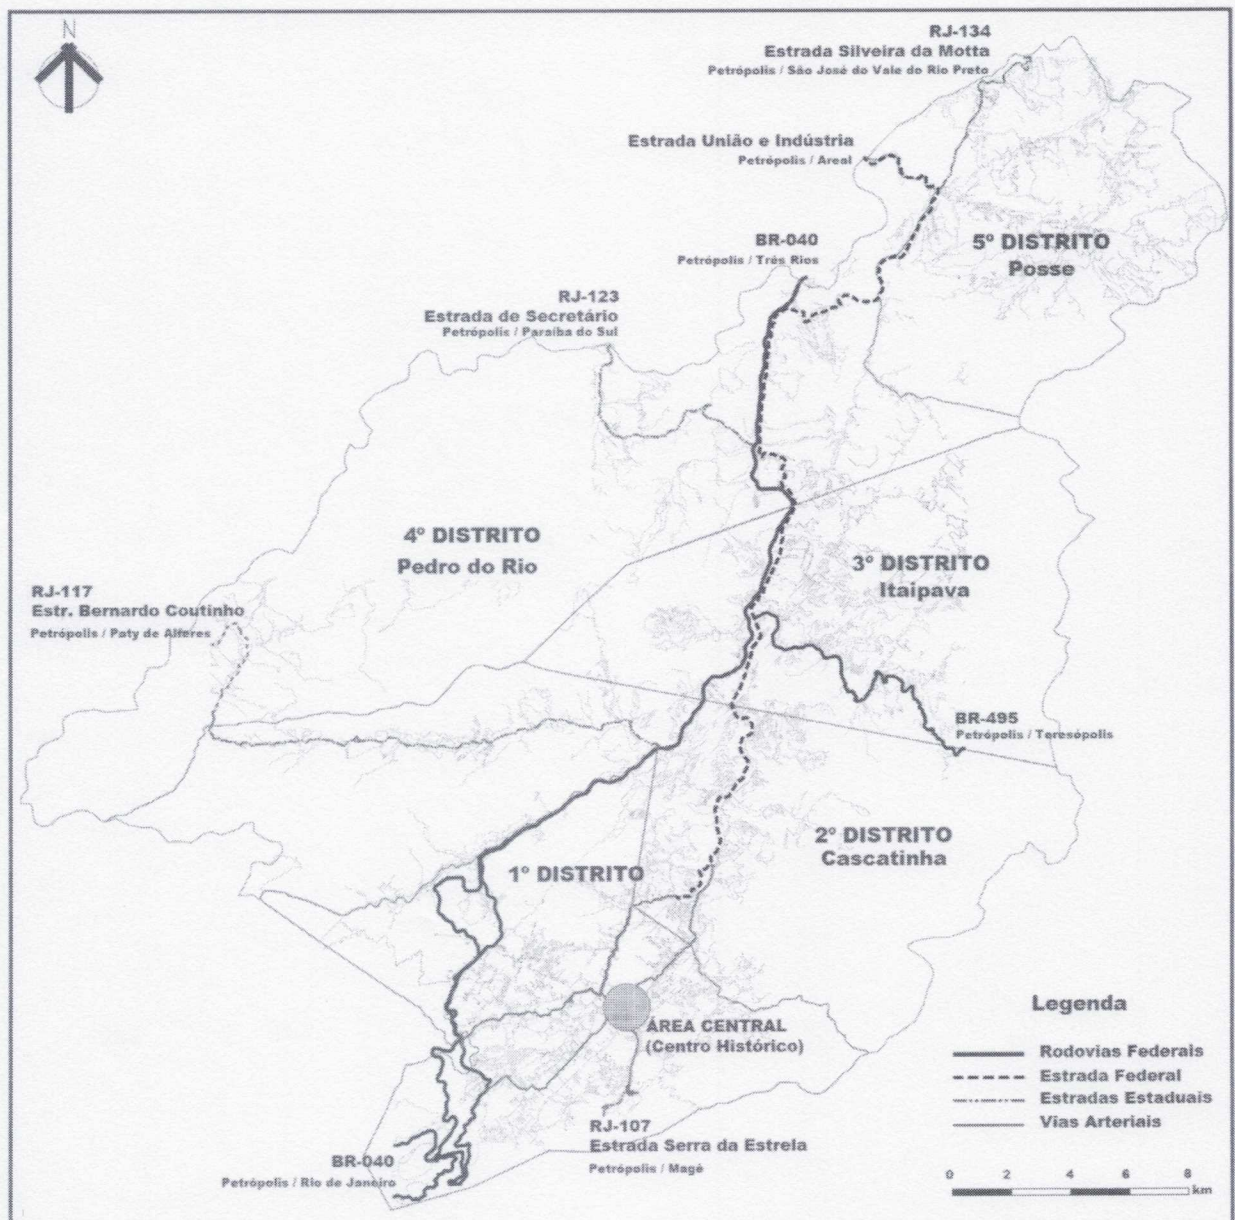 N
RJ-134
Estrada Silveira da Motta
Petrópolis / São José do Vale do Rio Preto
Estrada União e Indústria
Petrópolis / Areal
BR-040
Petrópolis / Três Rios
5º DISTRITO
Posse
RJ-123
Estrada de Secretário
Petrópolis / Paraíba do Sul
4º DISTRITO
Pedro do Rio
3º DISTRITO
Itaipava
RJ-117
Estr. Bernardo Coutinho
Petrópolis / Paty de Alferes
BR-495
Petrópolis / Teresópolis
2º DISTRITO
Cascatinha
1º DISTRITO
ÁREA CENTRAL
(Centro Histórico)
RJ-107
Estrada Serra da Estrela
Petrópolis / Magé
BR-040
Petrópolis / Rio de Janeiro
Legenda
Rodovias Federais
Estrada Federal
Estradas Estaduais
Vias Arteriais
0 2 4 6 8
km